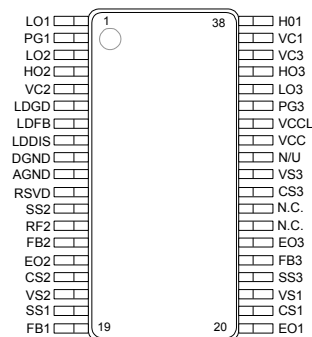 LO1 1 38 H01
PG1 VC1
LO2 VC3
HO2 HO3
VC2 LO3
LDGD PG3
LDFB VCCL
LDDIS VCC
DGND N/U
AGND VS3
RSVD CS3
SS2 N.C.
RF2 N.C.
FB2 EO3
EO2 FB3
CS2 SS3
VS2 VS1
SS1 CS1
FB1 19 20 EO1